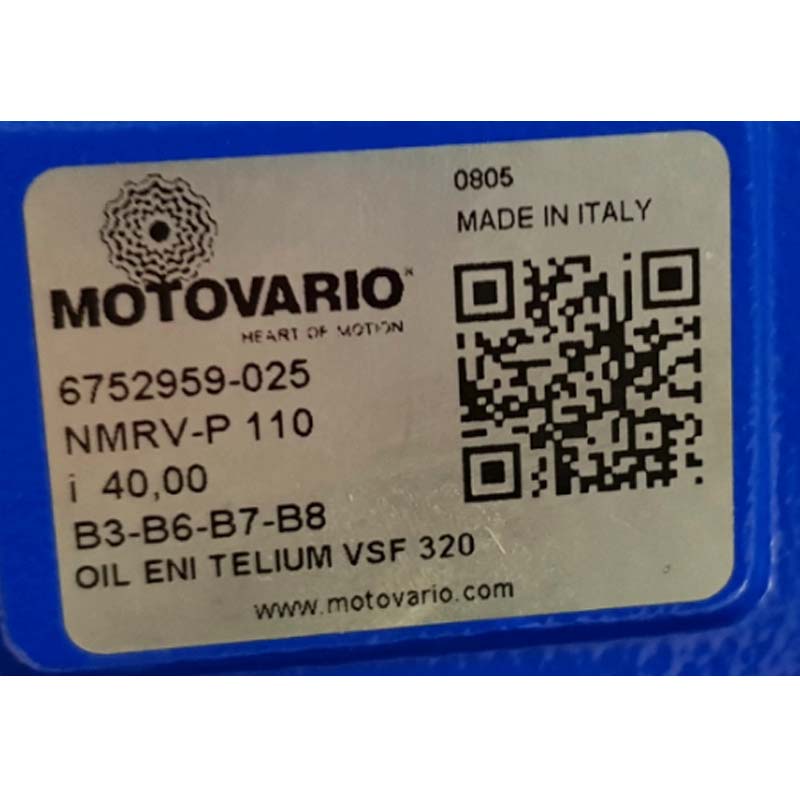 0805
MADE IN ITALY
MOTOVARIO
HEART OF MOTION
6752959-025
NMRV-P 110
i 40,00
B3-B6-B7-B8
OIL ENI TELIUM VSF 320
www.motovario.com